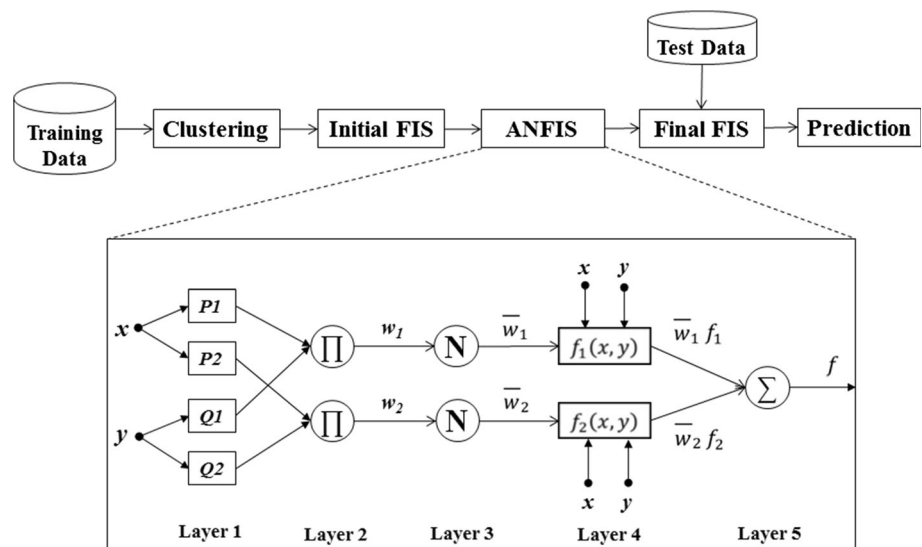 Test Data
Training
Data
Clustering
Initial FIS
ANFIS
Final FIS
Prediction
x
y
P1
P2
Q1
Q2
x
y
∏
∏
w₁
w₂
N
N
w̅₁
w̅₂
x y
f₁(x, y)
f₂(x, y)
x y
w̅₁ f₁
w̅₂ f₂
∑
f
Layer 1 Layer 2 Layer 3 Layer 4 Layer 5